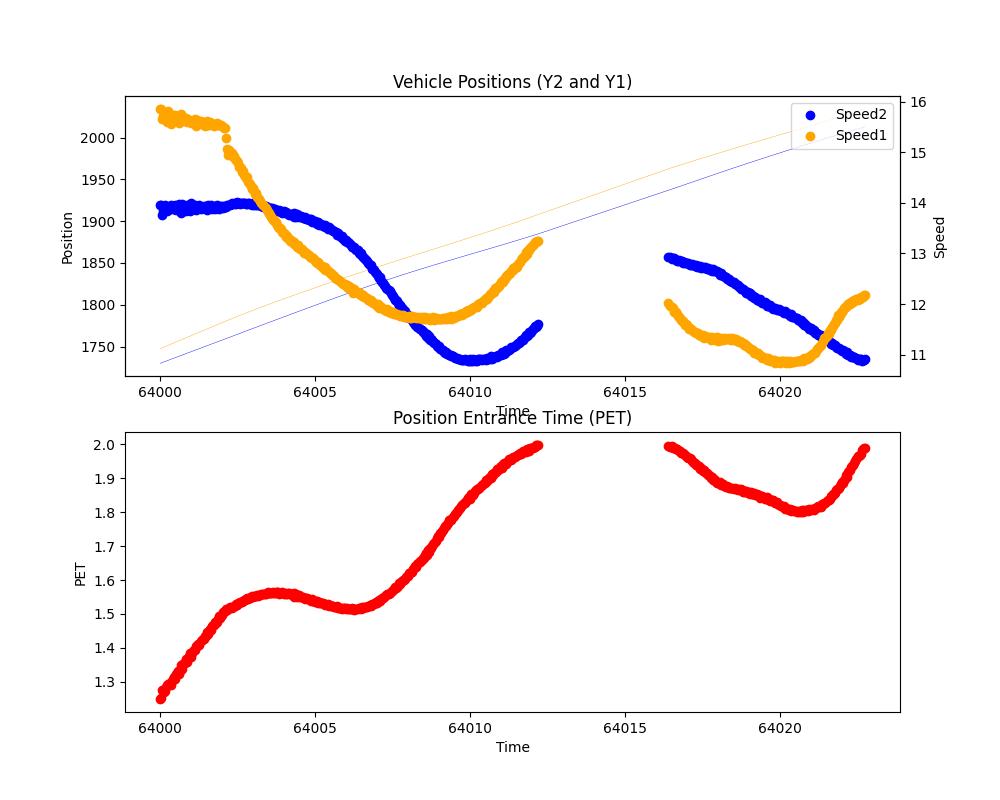 Vehicle Positions (Y2 and Y1)
Position
2000
1950
1900
1850
1800
1750
Speed2
Speed1
16
15
14
13
12
11
Speed
64000 64005 64010 64015 64020
Time
Position Entrance Time (PET)
PET
2.0
1.9
1.8
1.7
1.6
1.5
1.4
1.3
64000 64005 64010 64015 64020
Time